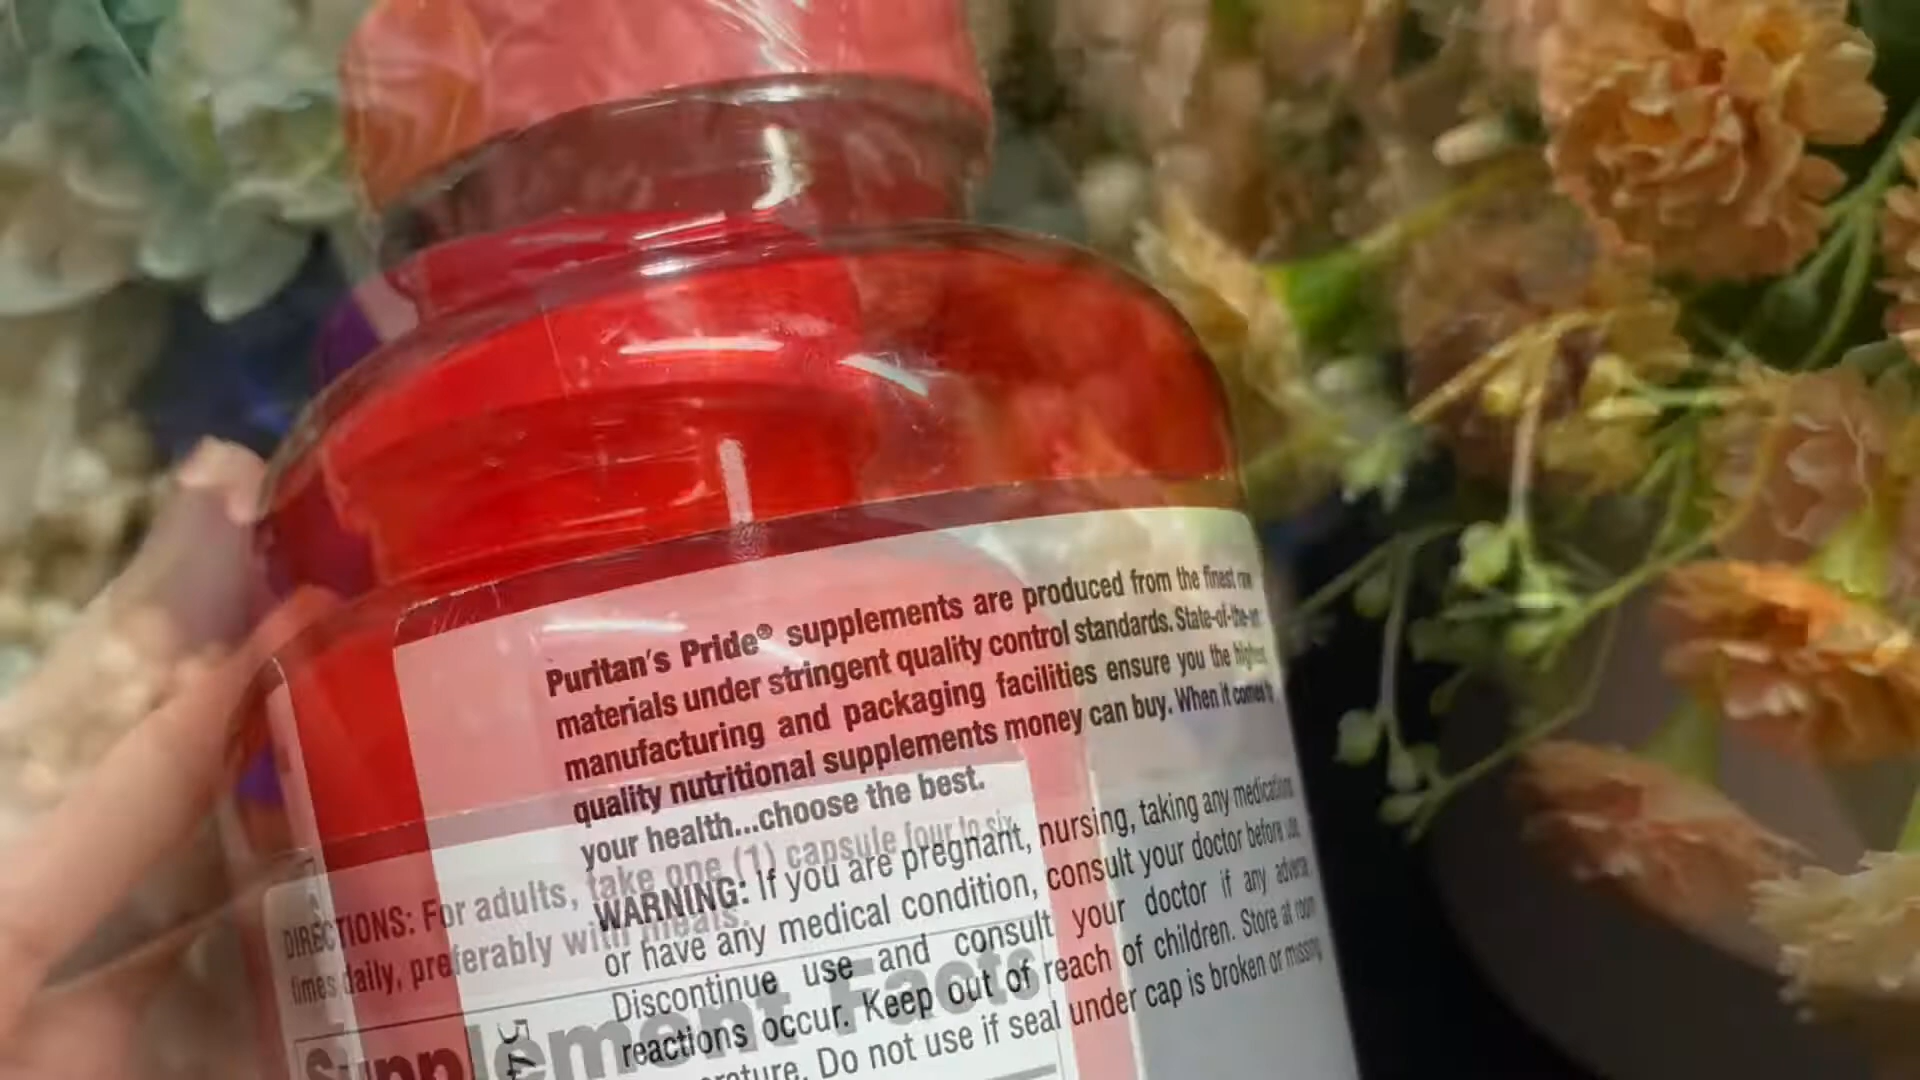 Puritan's Pride® supplements are produced from the finest raw
materials under stringent quality control standards. State-of-the-art
manufacturing and packaging facilities ensure you the highest
quality nutritional supplements money can buy. When it comes to
your health...choose the best.
WARNING: If you are pregnant, nursing, taking any medications
or have any medical condition, consult your doctor before use.
Discontinue use and consult your doctor if any adverse
reactions occur. Keep out of reach of children. Store at room
Do not use if seal under cap is broken or missing
DIRECTIONS: For adults, take one (1) capsule four to six
times daily, preferably with meals.
Supplement Facts
54